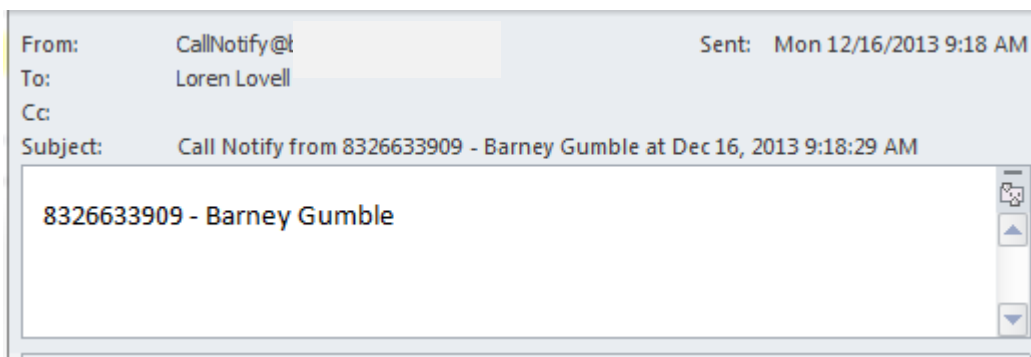 From: CallNotify@b Sent: Mon 12/16/2013 9:18 AM
To: Loren Lovell
Cc:
Subject: Call Notify from 8326633909 - Barney Gumble at Dec 16, 2013 9:18:29 AM
8326633909 - Barney Gumble